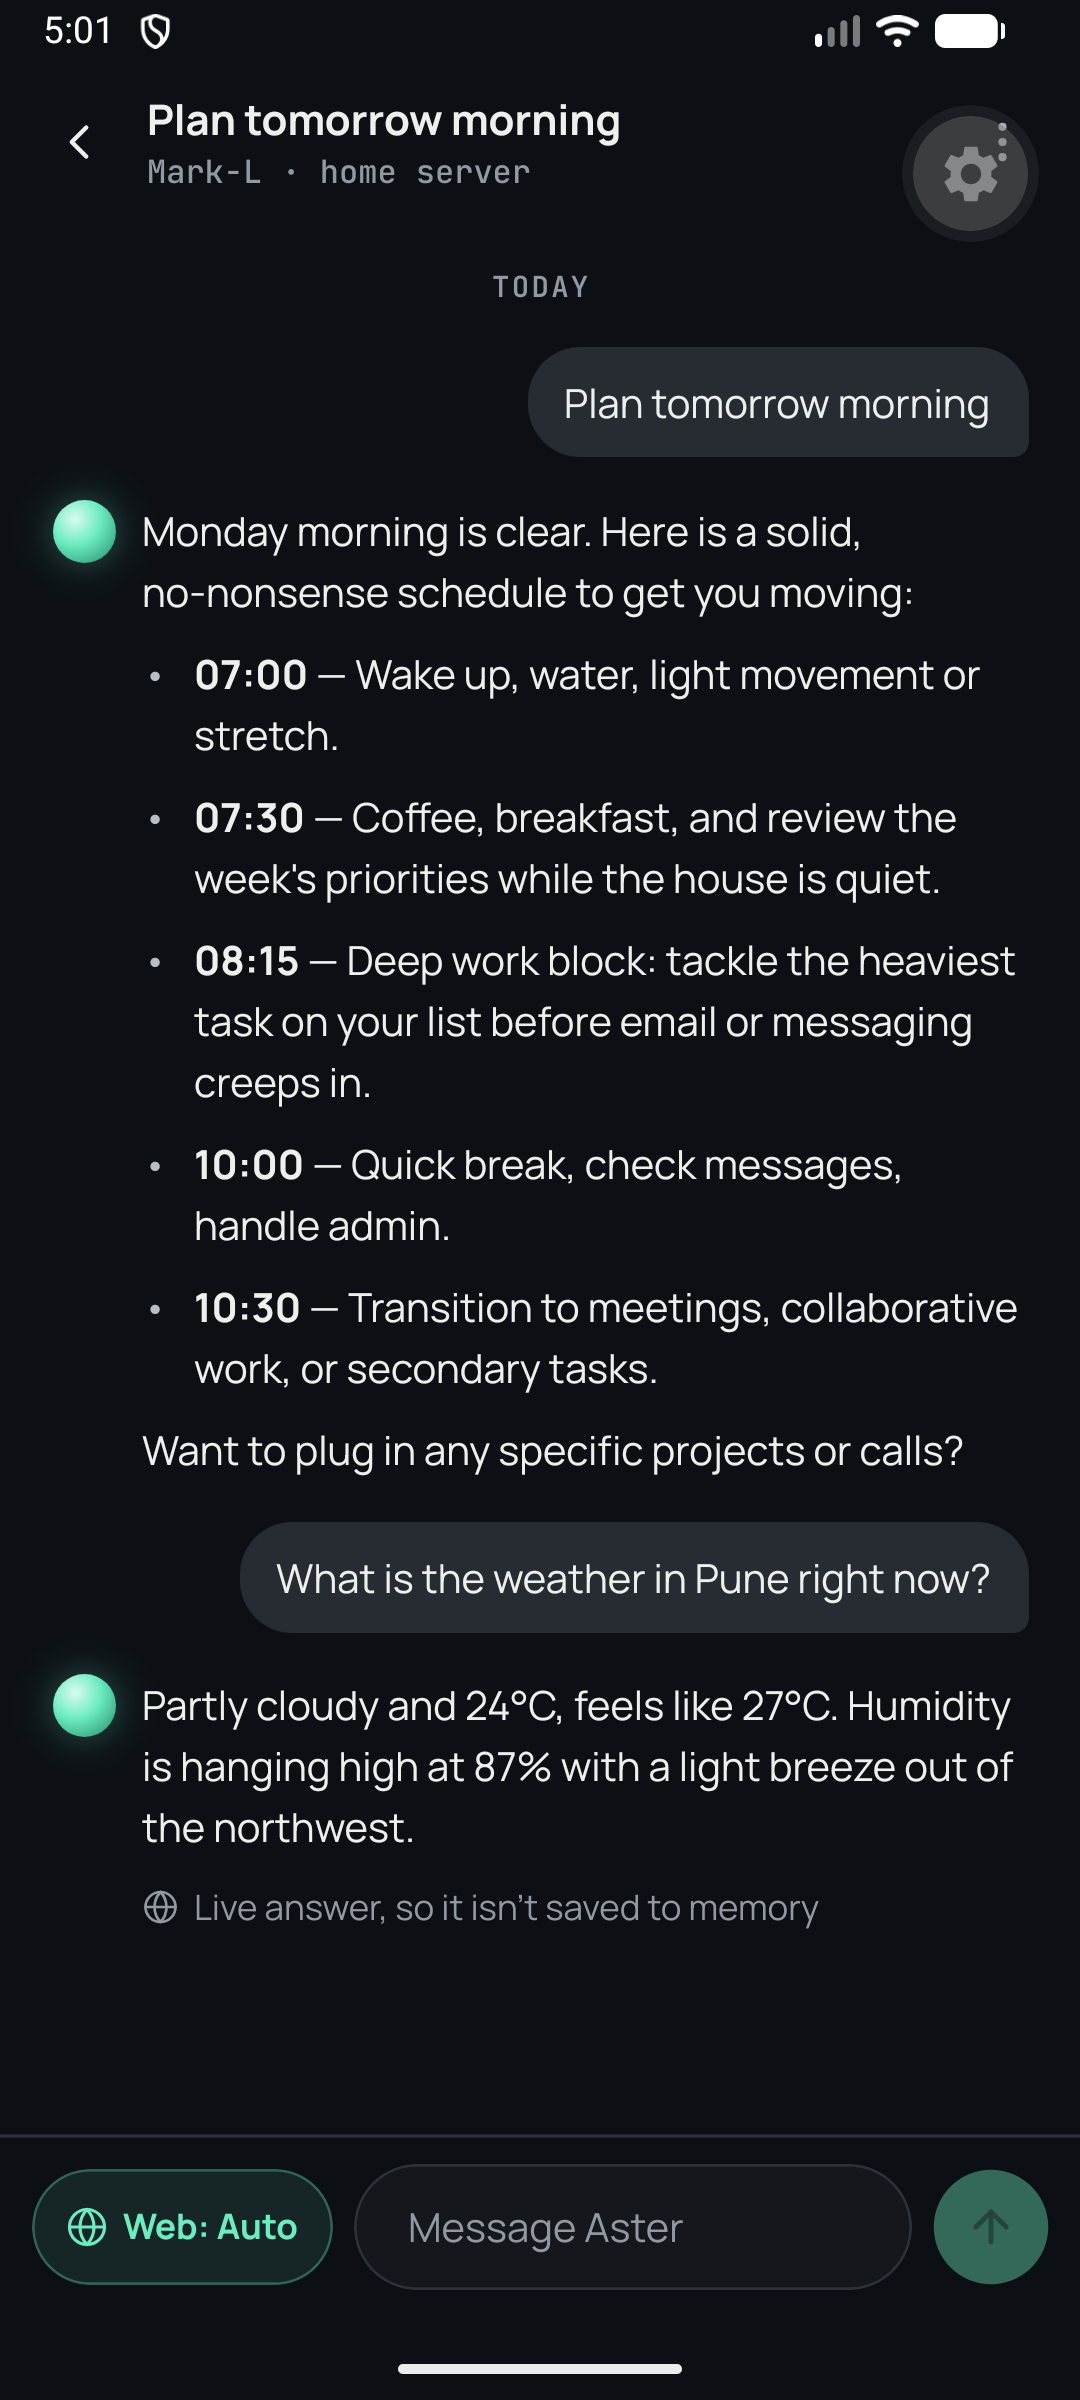 5:01
Plan tomorrow morning
Mark-L · home server
TODAY
Plan tomorrow morning
Monday morning is clear. Here is a solid,
no-nonsense schedule to get you moving:
• 07:00 — Wake up, water, light movement or
stretch.
• 07:30 — Coffee, breakfast, and review the
week's priorities while the house is quiet.
• 08:15 — Deep work block: tackle the heaviest
task on your list before email or messaging
creeps in.
• 10:00 — Quick break, check messages,
handle admin.
• 10:30 — Transition to meetings, collaborative
work, or secondary tasks.
Want to plug in any specific projects or calls?
What is the weather in Pune right now?
Partly cloudy and 24°C, feels like 27°C. Humidity
is hanging high at 87% with a light breeze out of
the northwest.
Live answer, so it isn’t saved to memory
Web: Auto
Message Aster